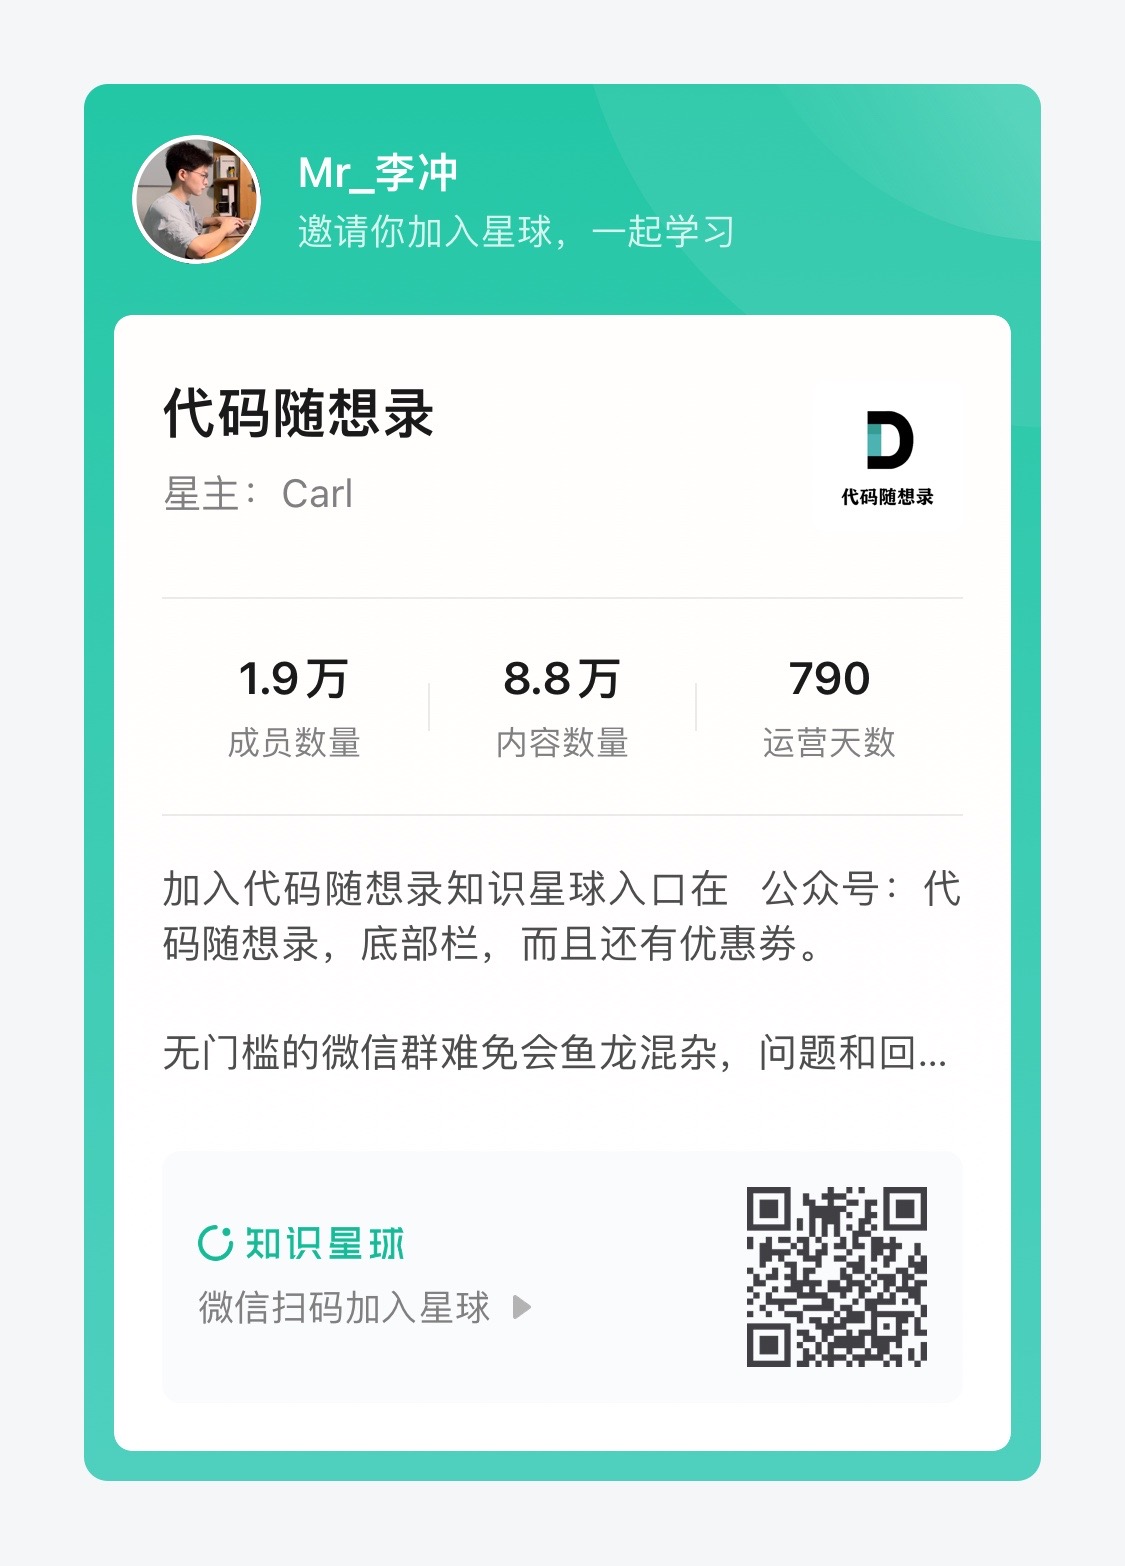 Mr_李冲
邀请你加入星球，一起学习
代码随想录
星主：Carl
代码随想录
1.9万
成员数量
8.8万
内容数量
790
运营天数
加入代码随想录知识星球入口在 公众号：代
码随想录，底部栏，而且还有优惠券。
无门槛的微信群难免会鱼龙混杂，问题和回...
知识星球
微信扫码加入星球